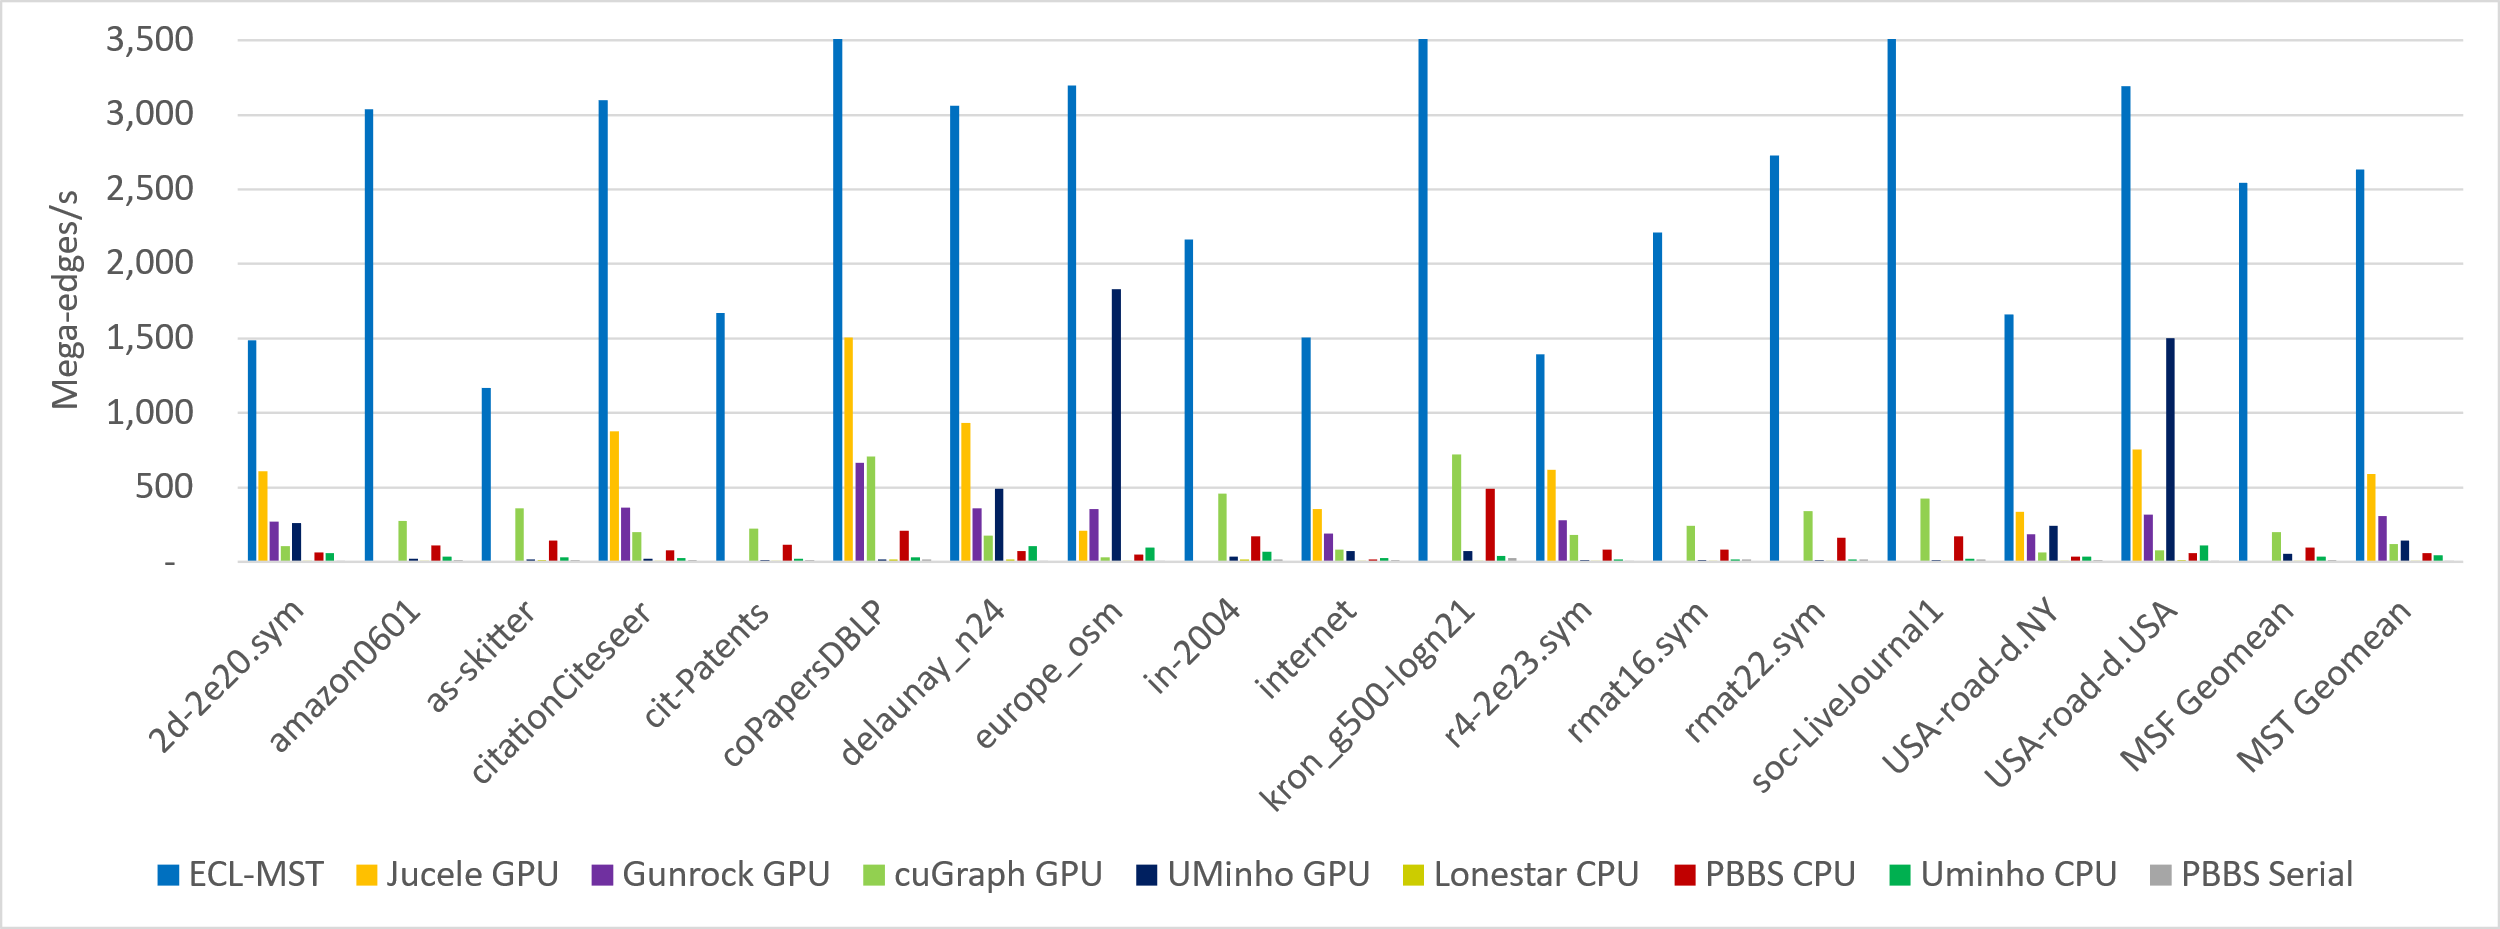 3,500
3,000
2,500
2,000
1,500
1,000
500
-
Mega-edges/s
2d-2e20.sym
amazon0601
as-skitter
citationCiteseer
cit-Patents
coPapersDBLP
delaunay_n24
europe_osm
in-2004
internet
kron_g500-logn21
r4-2e23.sym
rmat16.sym
rmat22.sym
soc-LiveJournal1
USA-road-d.NY
USA-road-d.USA
MSF Geomean
MST Geomean
ECL-MST Jucele GPU Gunrock GPU cuGraph GPU UMinho GPU Lonestar CPU PBBS CPU Uminho CPU PBBS Serial